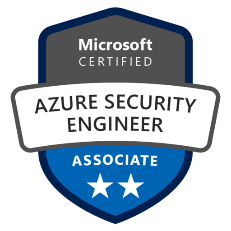 Microsoft
CERTIFIED
AZURE SECURITY
ENGINEER
ASSOCIATE